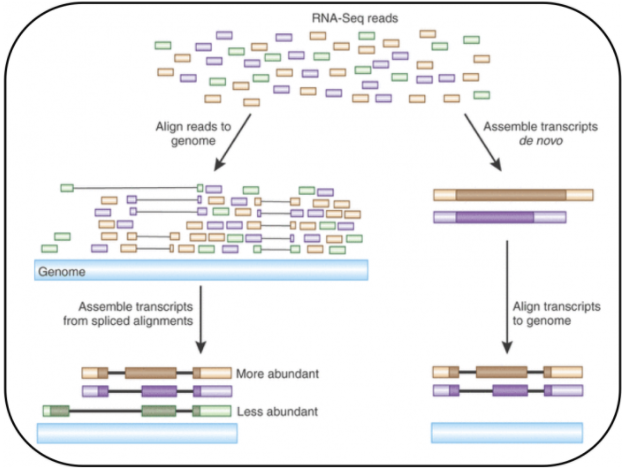 RNA-Seq reads
Align reads to
genome
Assemble transcripts
de novo
Genome
Assemble transcripts
from spliced alignments
Align transcripts
to genome
More abundant
Less abundant